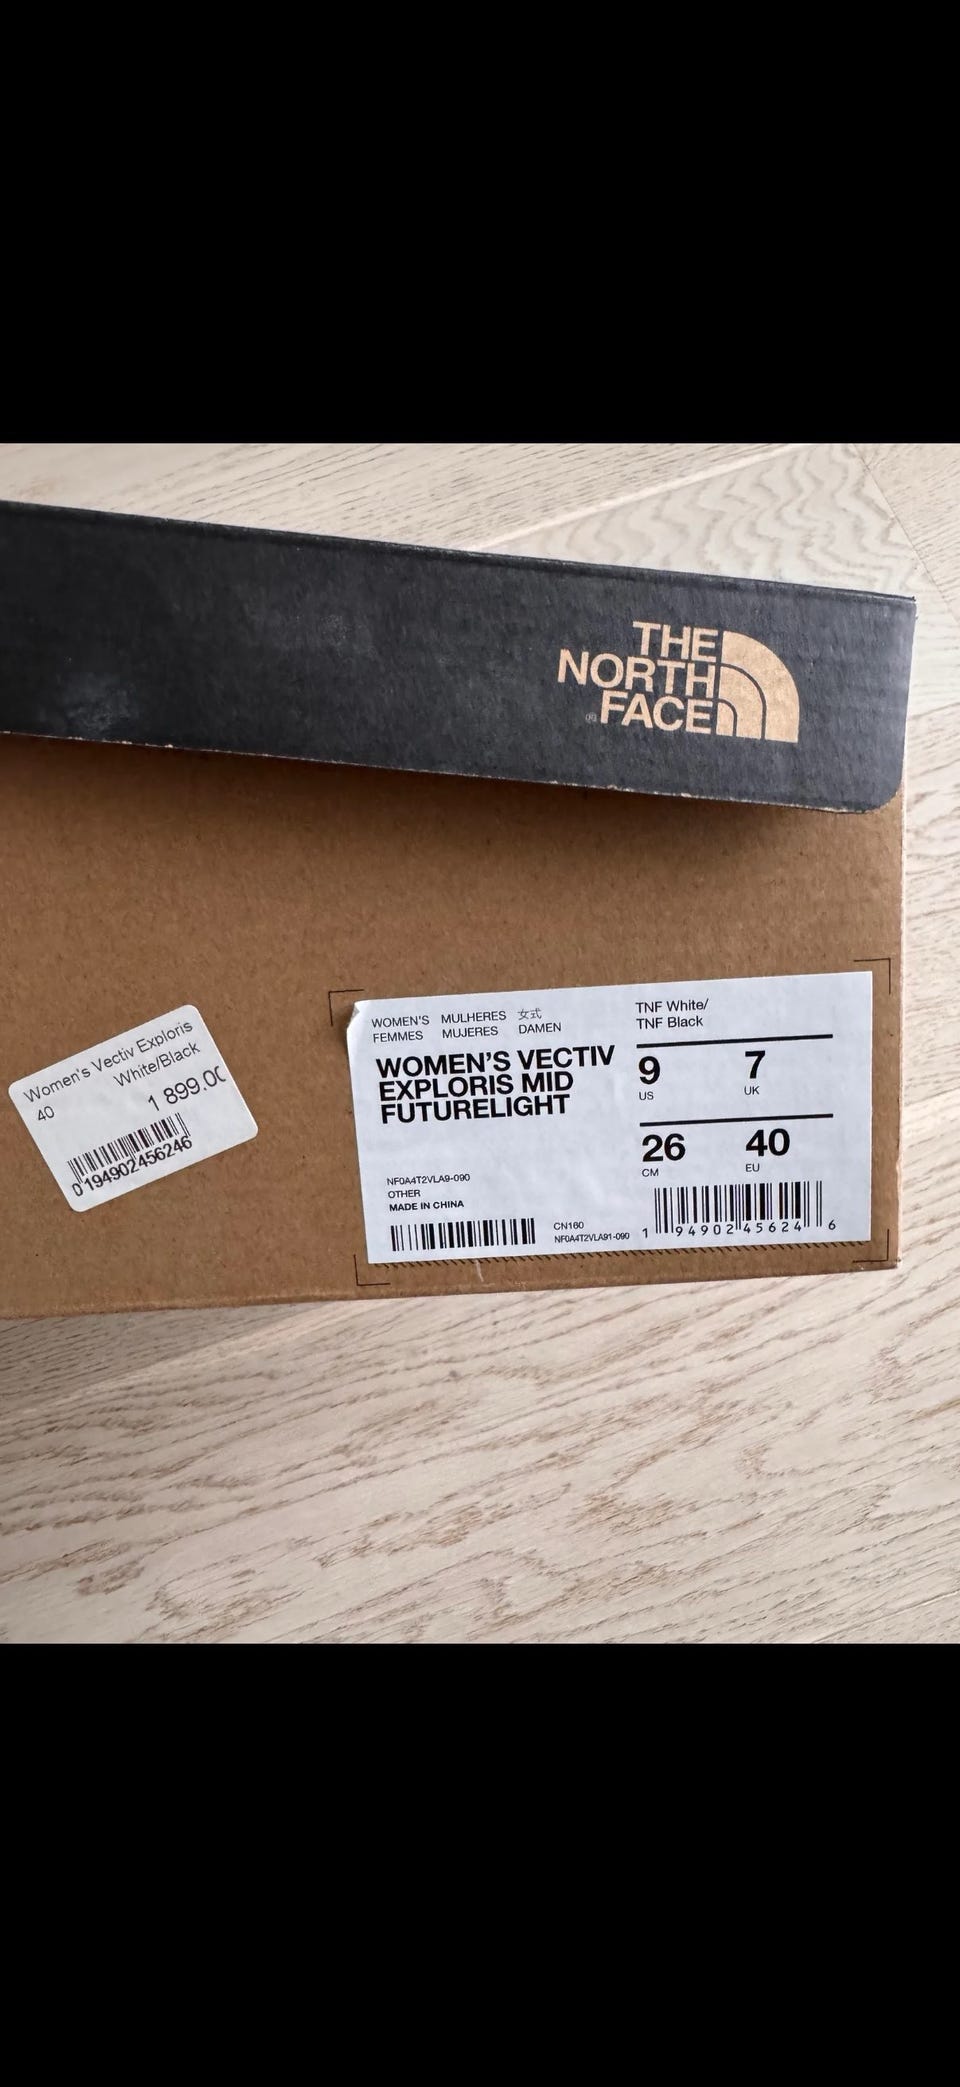 THE
NORTH
® FACE
Women's Vectiv Exploris
40 White/Black
1 899.00
0194902456246
WOMEN'S MULHERES 女式
FEMMES MUJERES DAMEN
WOMEN'S VECTIV
EXPLORIS MID
FUTURELIGHT
NF0A4T2VLA9-090
OTHER
MADE IN CHINA
CN160
NF0A4T2VLA91-090
TNF White/
TNF Black
9 7
US UK
26 40
CM EU
1 94902 45624 6